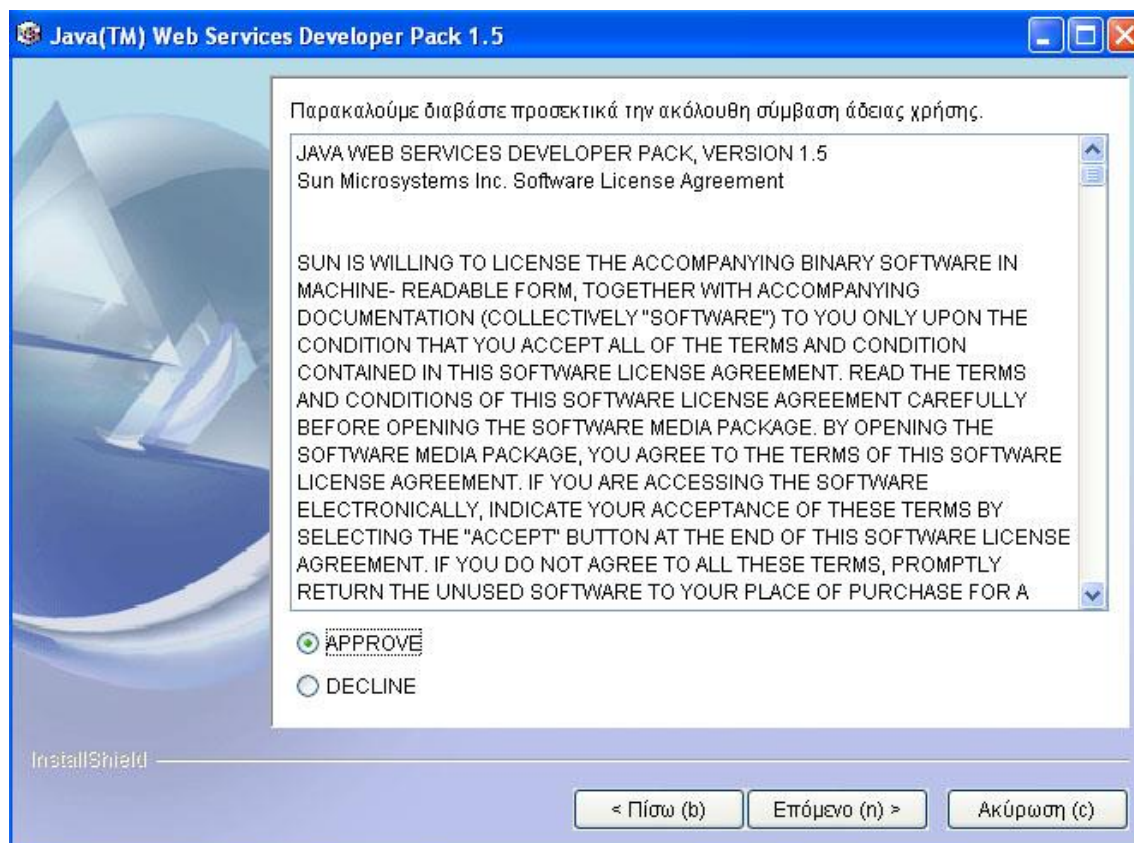 Java(TM) Web Services Developer Pack 1.5
Παρακαλούμε διαβάστε προσεκτικά την ακόλουθη σύμβαση άδειας χρήσης.
JAVA WEB SERVICES DEVELOPER PACK, VERSION 1.5
Sun Microsystems Inc. Software License Agreement
SUN IS WILLING TO LICENSE THE ACCOMPANYING BINARY SOFTWARE IN
MACHINE- READABLE FORM, TOGETHER WITH ACCOMPANYING
DOCUMENTATION (COLLECTIVELY "SOFTWARE") TO YOU ONLY UPON THE
CONDITION THAT YOU ACCEPT ALL OF THE TERMS AND CONDITION
CONTAINED IN THIS SOFTWARE LICENSE AGREEMENT. READ THE TERMS
AND CONDITIONS OF THIS SOFTWARE LICENSE AGREEMENT CAREFULLY
BEFORE OPENING THE SOFTWARE MEDIA PACKAGE. BY OPENING THE
SOFTWARE MEDIA PACKAGE, YOU AGREE TO THE TERMS OF THIS SOFTWARE
LICENSE AGREEMENT. IF YOU ARE ACCESSING THE SOFTWARE
ELECTRONICALLY, INDICATE YOUR ACCEPTANCE OF THESE TERMS BY
SELECTING THE "ACCEPT" BUTTON AT THE END OF THIS SOFTWARE LICENSE
AGREEMENT. IF YOU DO NOT AGREE TO ALL THESE TERMS, PROMPTLY
RETURN THE UNUSED SOFTWARE TO YOUR PLACE OF PURCHASE FOR A
APPROVE
DECLINE
InstallShield
< Πίσω (b)
Επόμενο (n) >
Ακύρωση (c)